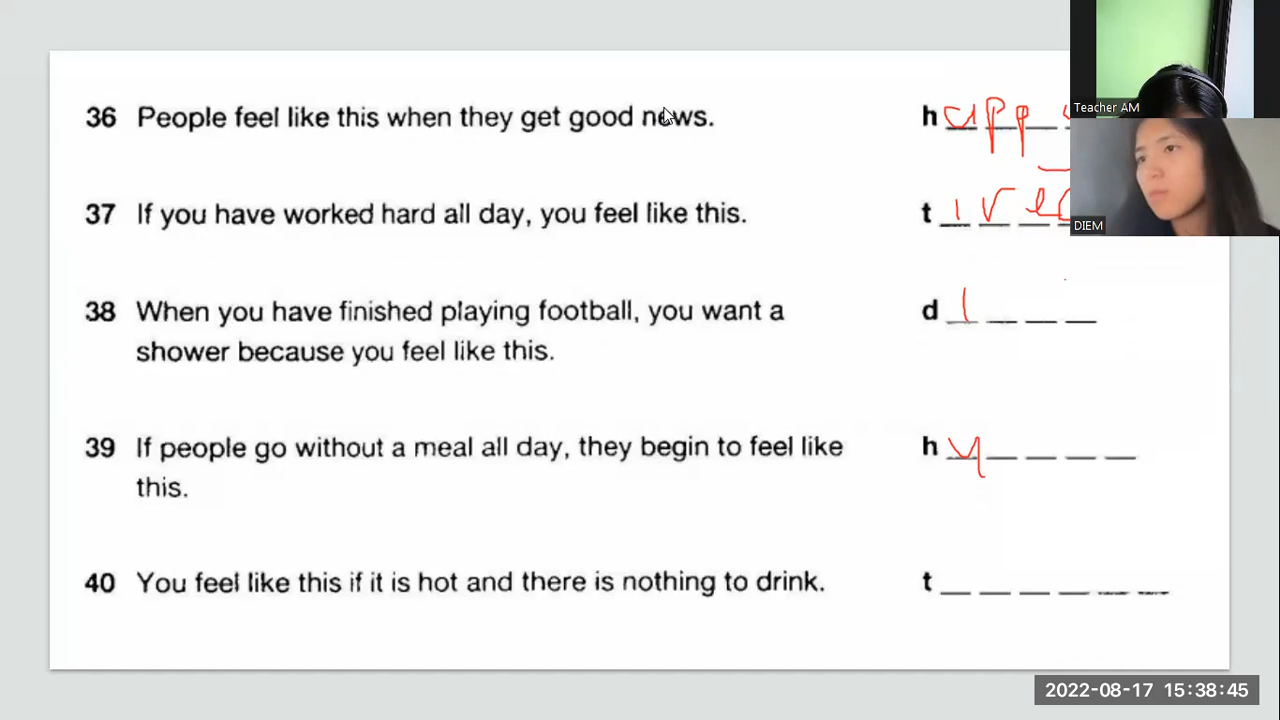 36 People feel like this when they get good news. h a p p
Teacher AM
37 If you have worked hard all day, you feel like this. t i r e d
DIEM
38 When you have finished playing football, you want a d i _ _ _
shower because you feel like this.
39 If people go without a meal all day, they begin to feel like h u _ _ _ _
this.
40 You feel like this if it is hot and there is nothing to drink. t _ _ _ _ _ _
2022-08-17 15:38:45